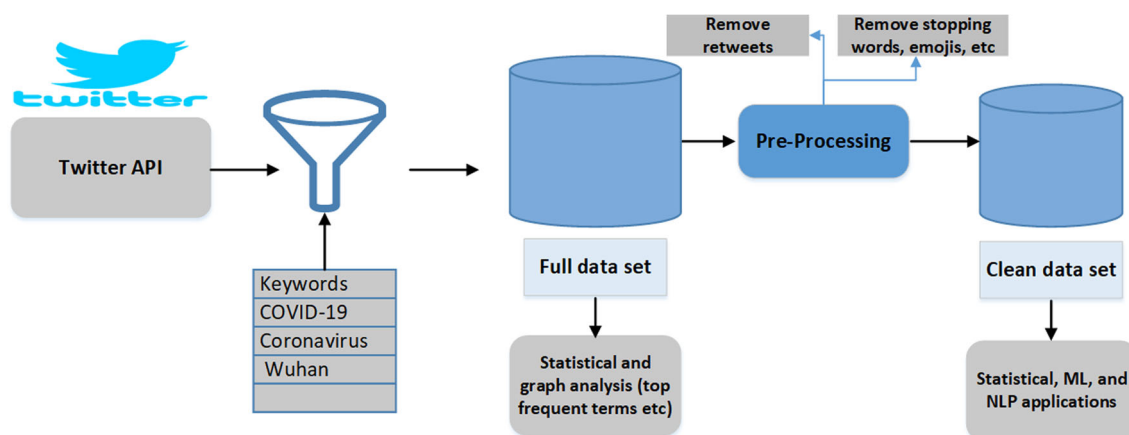 twitter
Twitter API
Keywords
COVID-19
Coronavirus
Wuhan
Full data set
Statistical and
graph analysis (top
frequent terms etc)
Remove
retweets
Remove stopping
words, emojis, etc
Pre-Processing
Clean data set
Statistical, ML, and
NLP applications